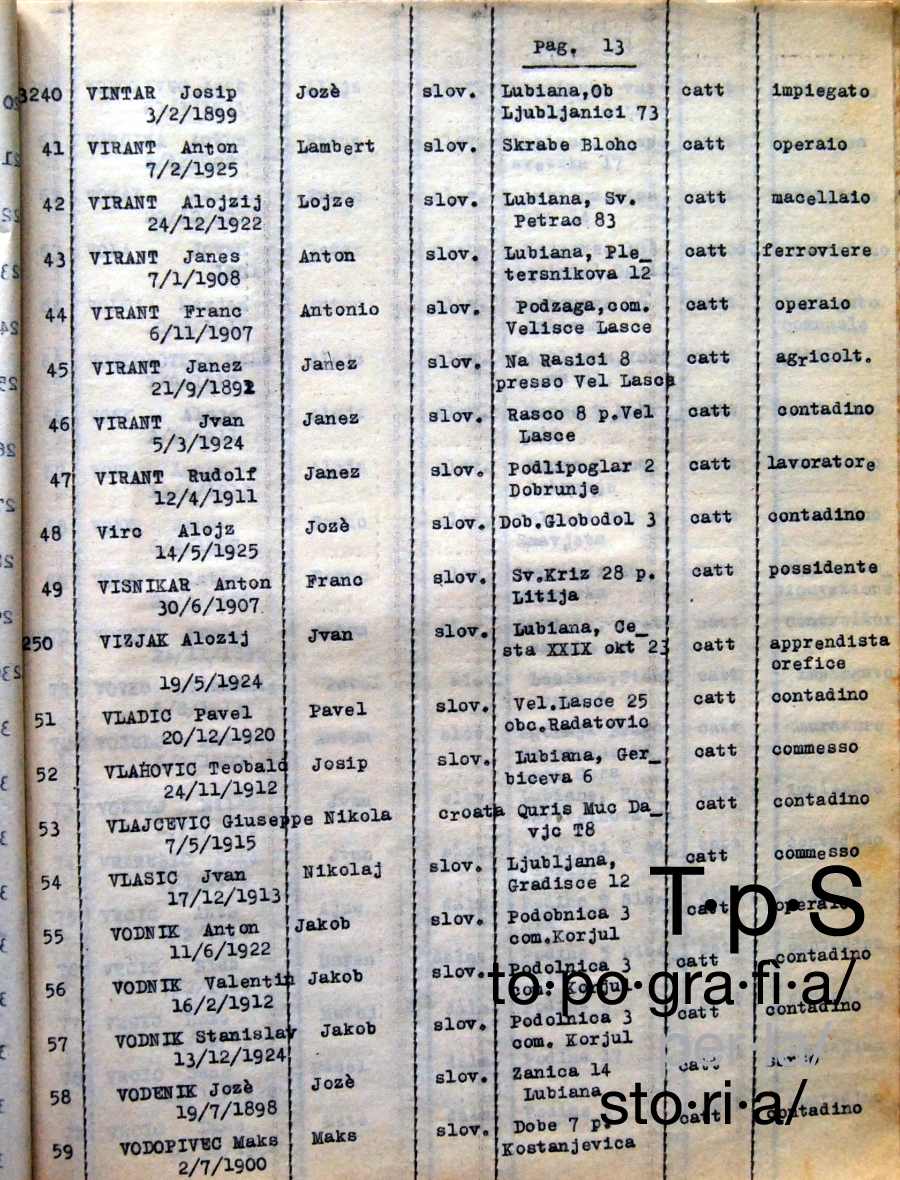 Pag. 13
3240 VINTAR Josip Jozè slov. Lubiana,Ob catt impiegato
3/2/1899 Ljubljanici 73
41 VIRANT Anton Lambert slov. Skrabe Blohc catt operaio
7/2/1925
42 VIRANT Alojzij Lojze slov. Lubiana, Sv. catt macellaio
24/12/1922 Petrac 83
43 VIRANT Janes Anton slov. Lubiana, Ple_ catt ferroviere
7/1/1908 tersnikova 12
44 VIRANT Franc Antonio slov. Podzaga,com. catt operaio
6/11/1907 Velisce Lasce
45 VIRANT Janez Janez slov. Na Rasici 8 catt agricolt.
21/9/1892 presso Vel Lasce
46 VIRANT Jvan Janez slov. Rasco 8 p.Vel catt contadino
5/3/1924 Lasce
47 VIRANT Rudolf Janez slov. Podlipoglar 2 catt lavoratore
12/4/1911 Dobrunje
48 Virc Alojz Jozè slov. Dob.Globodol 3 catt contadino
14/5/1925
49 VISNIKAR Anton Franc slov. Sv.Kriz 28 p. catt possidente
30/6/1907 Litija
250 VIZJAK Alozij Jvan slov. Lubiana, Ce_ catt apprendista
sta XXIX okt 23 orefice
19/5/1924
51 VLADIC Pavel Pavel slov. Vel.Lasce 25 catt contadino
20/12/1920 cbc.Radatovic
52 VLAHOVIC Teobald Josip slov. Lubiana, Ger_ catt commesso
24/11/1912 biceva 6
53 VLAJCEVIC Giuseppe Nikola croata Quris Muc Da_ catt contadino
7/5/1915 vjc T8
54 VLASIC Jvan Nikolaj slov. Ljubljana, catt commesso
17/12/1913 Gradisce 12
55 VODNIK Anton Jakob slov. Podobnica 3 catt operaio
11/6/1922 com.Korjul
56 VODNIK Valentin Jakob slov. Podolnica 3 catt contadino
16/2/1912 com. Korjul
57 VODNIK Stanislav Jakob slov. Podolnica 3 catt contadino
13/12/1924 com. Korjul
58 VODENIK Jozè Jozè slov. Zanica 14 catt
19/7/1898 Lubiana
59 VODOPIVEC Maks Maks slov. Dobe 7 p. catt contadino
2/7/1900 Kostanjevica
T•p•S
to•po•gra•fi•a/
per la/
sto•ri•a/